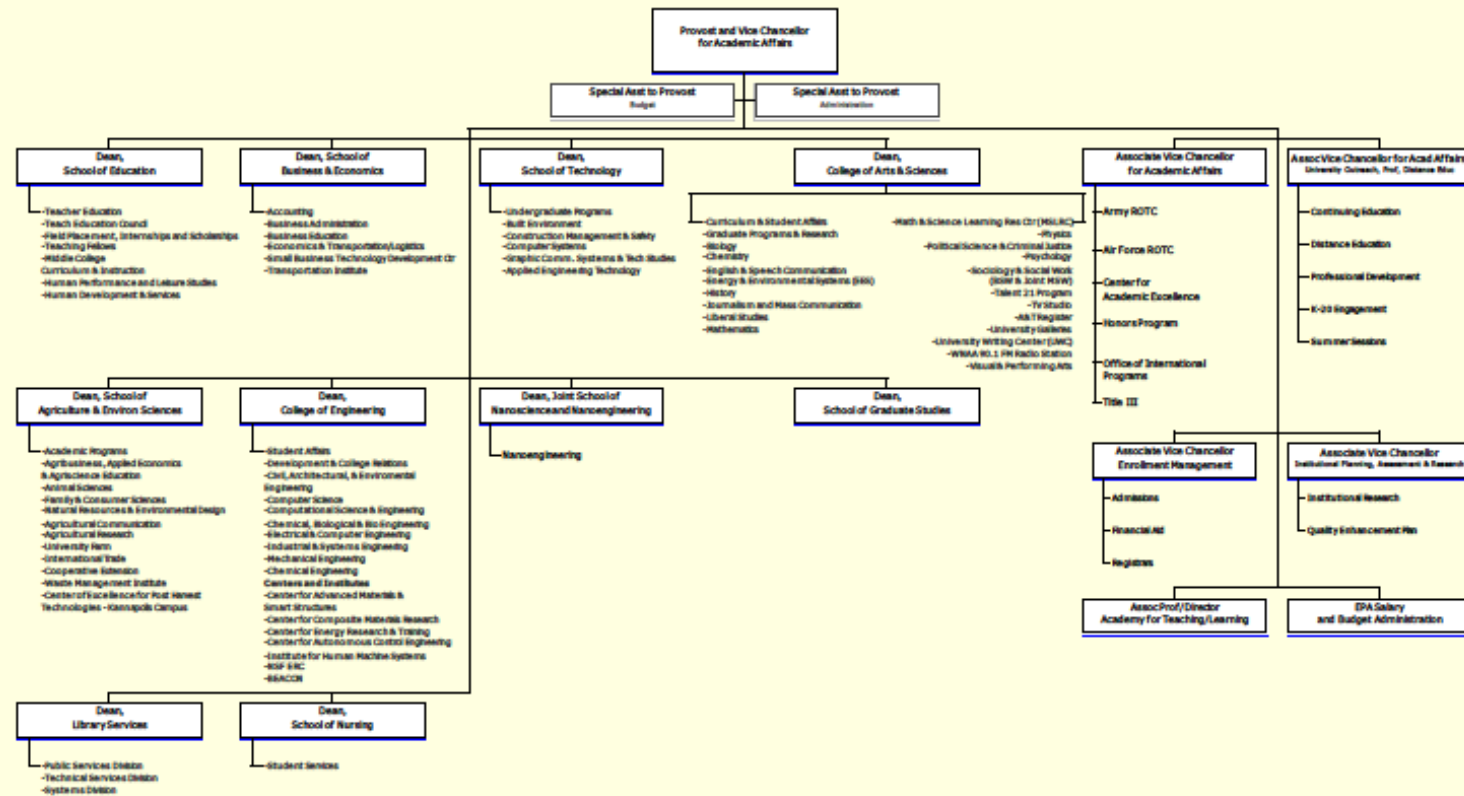 Provost and Vice Chancellor
for Academic Affairs
Special Asst to Provost
Budget
Special Asst to Provost
Administration
Dean,
School of Education
-Teacher Education
-Teach Education Council
-Field Placement, Internships and Scholarships
-Teaching Fellows
-Middle College
Curriculum & Instruction
-Human Performance and Leisure Studies
-Human Development & Services
Dean, School of
Business & Economics
-Accounting
-Business Administration
-Business Education
-Economics & Transportation/Logistics
-Small Business Technology Development Ctr
-Transportation Institute
Dean,
School of Technology
-Undergraduate Programs
-Built Environment
-Construction Management & Safety
-Computer Systems
-Graphic Comm. Systems & Tech Studies
-Applied Engineering Technology
Dean,
College of Arts & Sciences
-Curriculum & Student Affairs
-Graduate Programs & Research
-Biology
-Chemistry
-English & Speech Communication
-Energy & Environmental Systems (EES)
-History
-Journalism and Mass Communication
-Liberal Studies
-Mathematics
-Math & Science Learning Res Ctr (MSLRC)
-Physics
-Political Science & Criminal Justice
-Psychology
-Sociology & Social Work
(BSW & Joint MSW)
-Talent 21 Program
-TV Studio
-A&T Register
-University Galleries
-University Writing Center (UWC)
-WNAA 90.1 FM Radio Station
-Visual & Performing Arts
Associate Vice Chancellor
for Academic Affairs
Army ROTC
Air Force ROTC
Center for
Academic Excellence
Honors Program
Office of International
Programs
Title III
Assoc Vice Chancellor for Acad Affairs
University Outreach, Prof, Distance Educ
Continuing Education
Distance Education
Professional Development
K-20 Engagement
Summer Sessions
Dean, School of
Agriculture & Environ Sciences
-Academic Programs
-Agribusiness, Applied Economics
& Agriscience Education
-Animal Sciences
-Family & Consumer Sciences
-Natural Resources & Environmental Design
-Agricultural Communication
-Agricultural Research
-University Farm
-International Trade
-Cooperative Extension
-Waste Management Institute
-Center of Excellence for Post Harvest
Technologies - Kannapolis Campus
Dean,
College of Engineering
-Student Affairs
-Development & College Relations
-Civil, Architectural, & Enviromental
Engineering
-Computer Science
-Computational Science & Engineering
-Chemical, Biological & Bio Engineering
-Electrical & Computer Engineering
-Industrial & Systems Engineering
-Mechanical Engineering
-Chemical Engineering
Centers and Institutes
-Center for Advanced Materials &
Smart Structures
-Center for Composite Materials Research
-Center for Energy Research & Training
-Center for Autonomous Control Engineering
-Institute for Human Machine Systems
-NSF ERC
-BEACON
Dean, Joint School of
Nanoscience and Nanoengineering
Nanoengineering
Dean,
School of Graduate Studies
Associate Vice Chancellor
Enrollment Management
Admissions
Financial Aid
Registrars
Associate Vice Chancellor
Institutional Planning, Assessment & Research
Institutional Research
Quality Enhancement Plan
Assoc Prof/Director
Academy for Teaching/Learning
EPA Salary
and Budget Administration
Dean,
Library Services
-Public Services Division
-Technical Services Division
-Systems Division
Dean,
School of Nursing
-Student Services